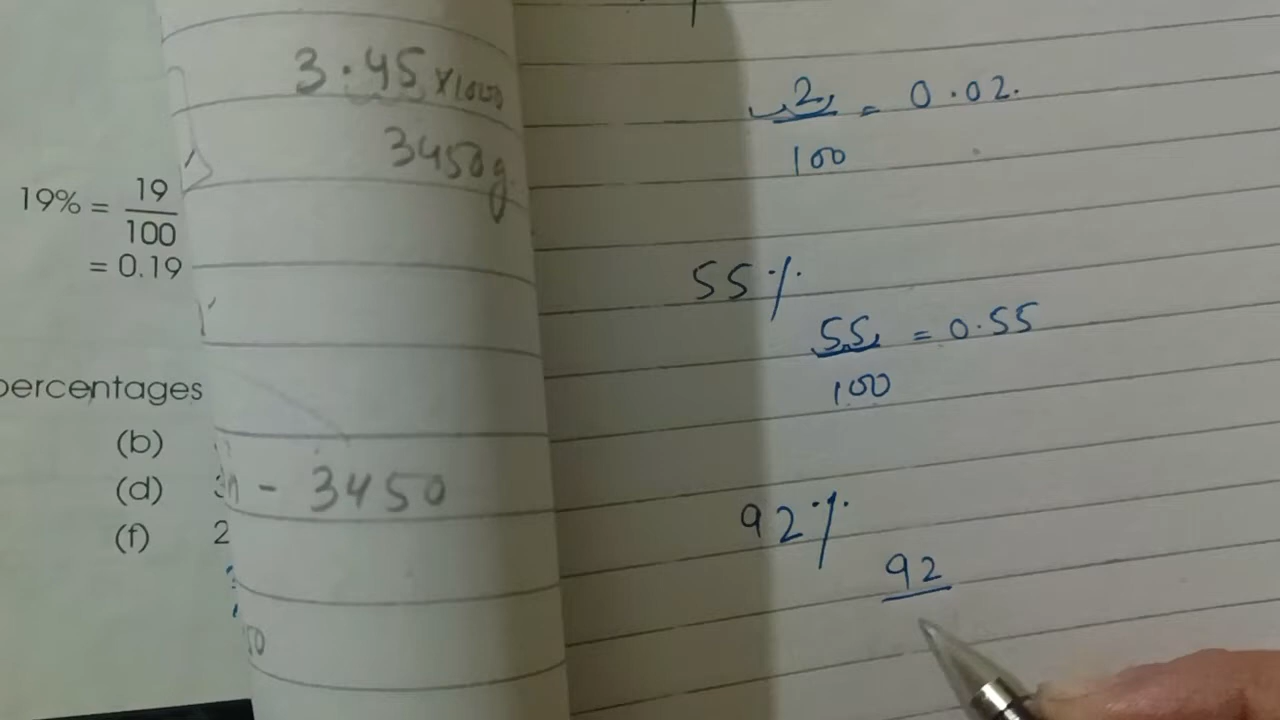 19% = 19/100
= 0.19
percentages
(b)
(d)
(f) 2
3.45 x1000
3450g
- 3450
50
2/100 = 0.02.
55%
55/100 = 0.55
92%
92